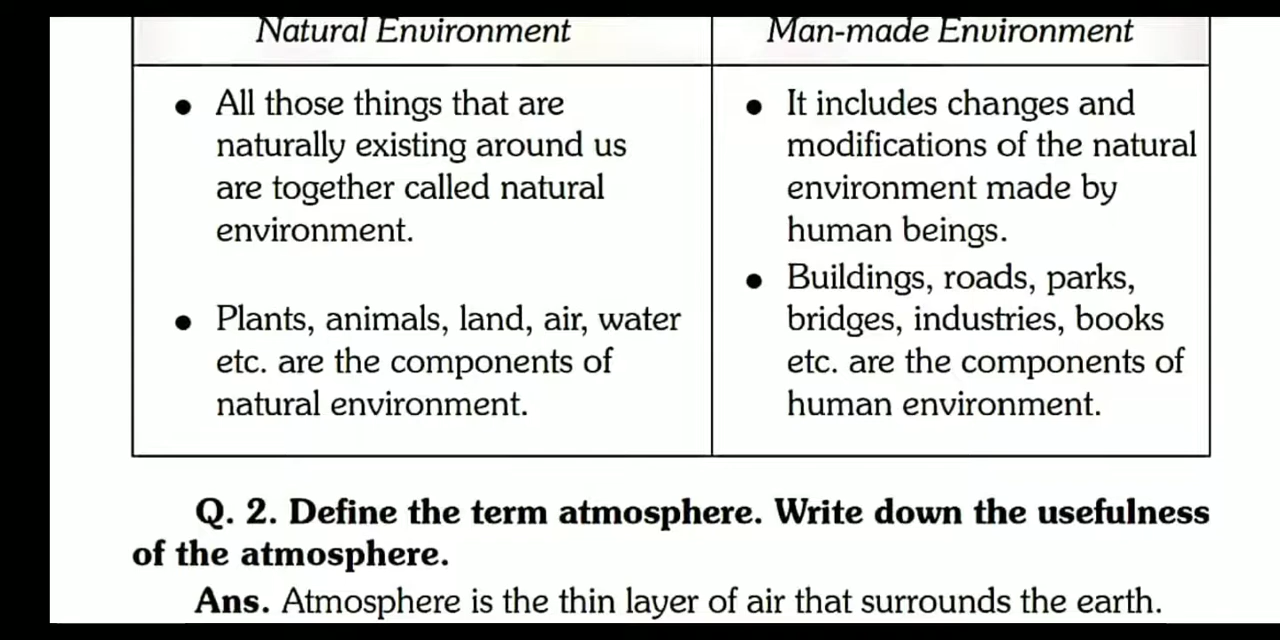 Natural Environment
Man-made Environment
• All those things that are
naturally existing around us
are together called natural
environment.
• Plants, animals, land, air, water
etc. are the components of
natural environment.
• It includes changes and
modifications of the natural
environment made by
human beings.
• Buildings, roads, parks,
bridges, industries, books
etc. are the components of
human environment.
Q. 2. Define the term atmosphere. Write down the usefulness
of the atmosphere.
Ans. Atmosphere is the thin layer of air that surrounds the earth.